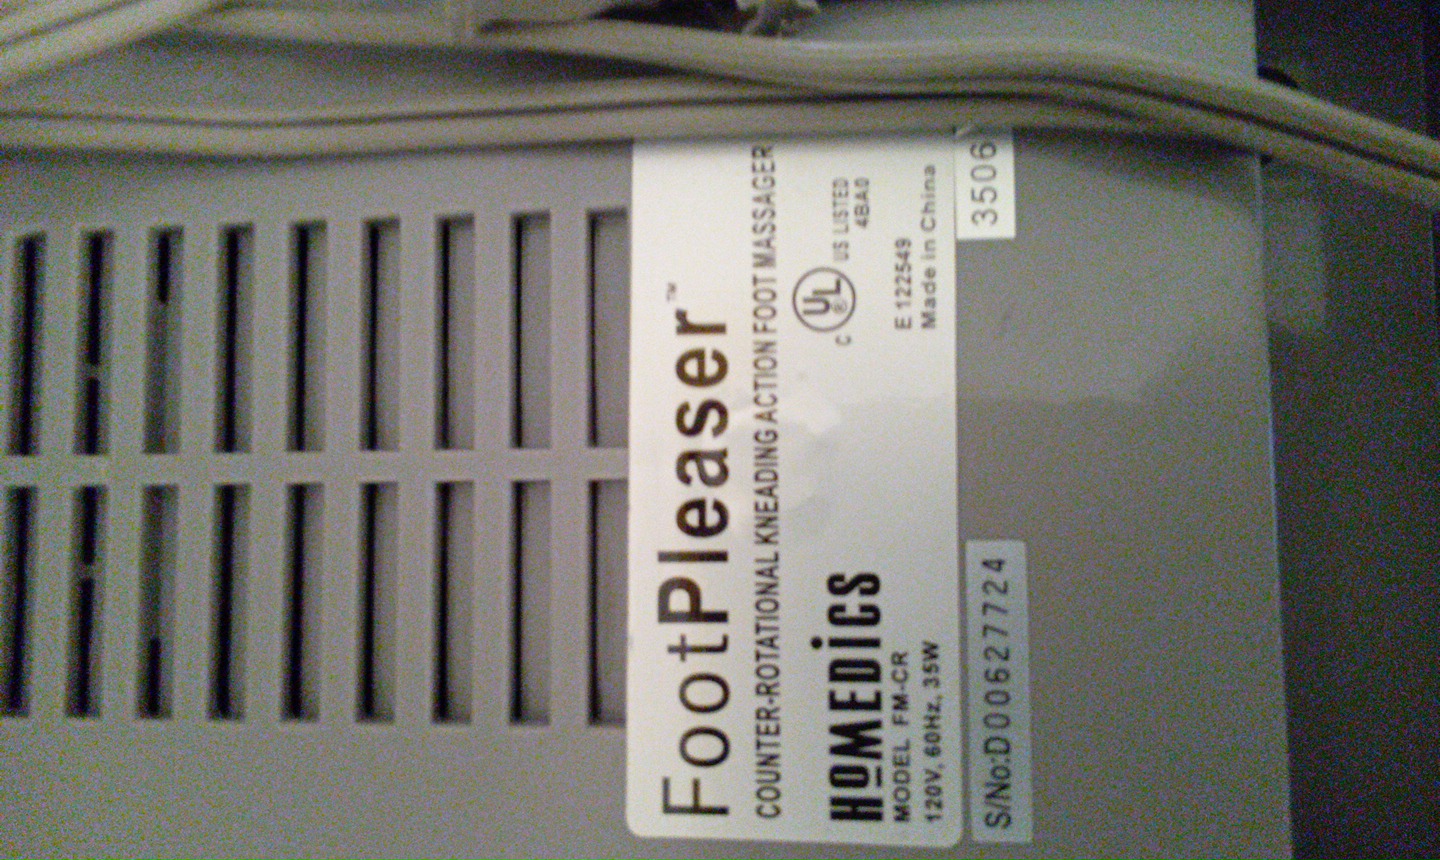 FootPleaser™
COUNTER-ROTATIONAL KNEADING ACTION FOOT MASSAGER
HOMEDICS
MODEL FM-CR
120V, 60Hz, 35W
C UL ® US LISTED
4BA0
E 122549
Made in China
S/No:D00627724
3506